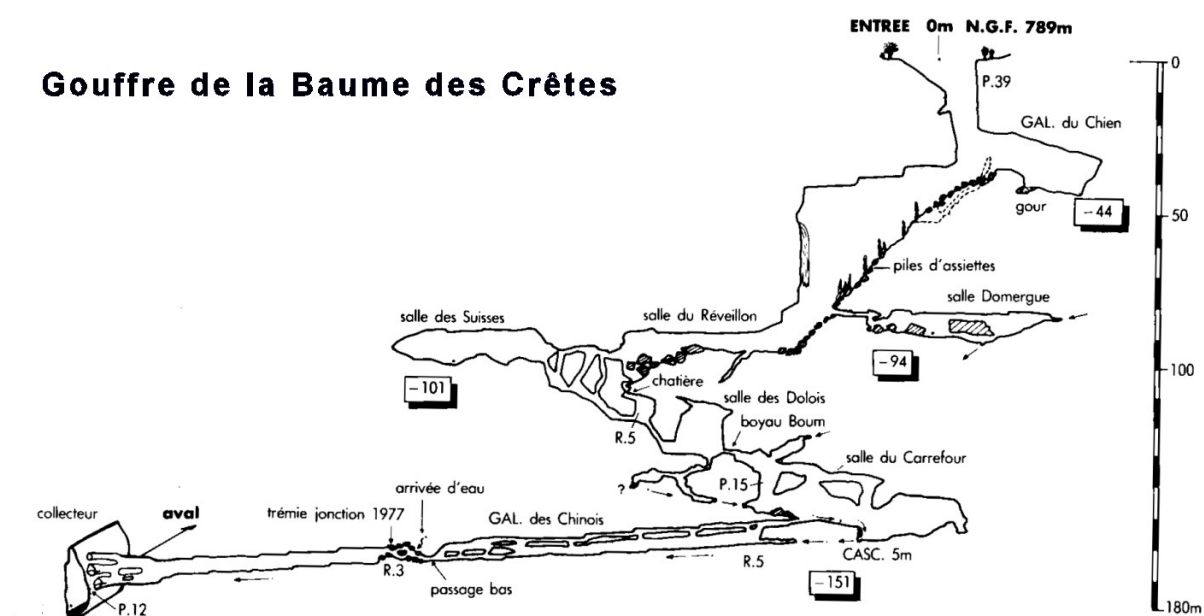 ENTREE 0m N.G.F. 789m
Gouffre de la Baume des Crêtes
0
P.39
GAL. du Chien
gour
-44
50
piles d'assiettes
salle Domergue
salle des Suisses
salle du Réveillon
-94
100
-101
chatière
salle des Dolois
boyau Boum
R.5
salle du Carrefour
P.15
?
arrivée d'eau
collecteur
aval
trémie jonction 1977
GAL. des Chinois
CASC. 5m
R.3
R.5
passage bas
-151
P.12
180m